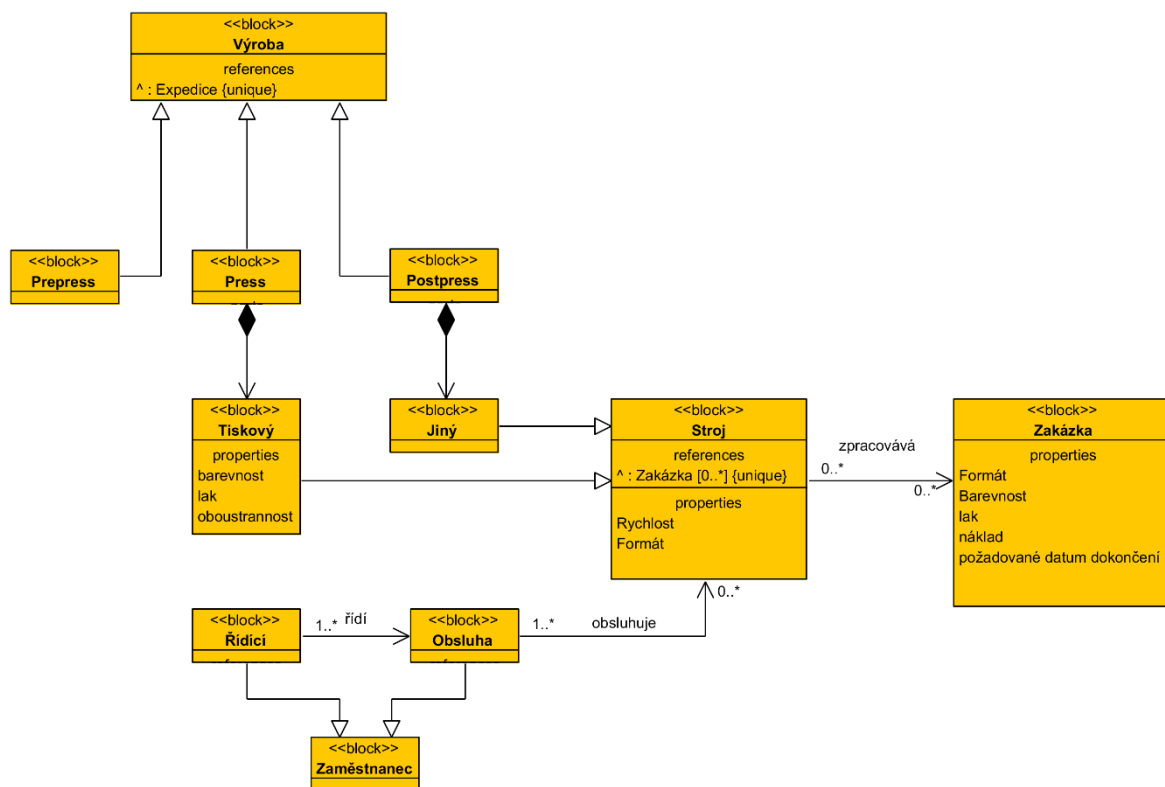 <<block>>
Výroba
references
^ : Expedice {unique}
<<block>>
Prepress
<<block>>
Press
<<block>>
Postpress
<<block>>
Tiskový
properties
barevnost
lak
oboustrannost
<<block>>
Jiný
<<block>>
Stroj
references
^ : Zakázka [0..*] {unique}
properties
Rychlost
Formát
zpracovává
0..*
0..*
<<block>>
Zakázka
properties
Formát
Barevnost
lak
náklad
požadované datum dokončení
<<block>>
Řídící
1..*
řídí
<<block>>
Obsluha
1..*
obsluhuje
0..*
<<block>>
Zaměstnanec